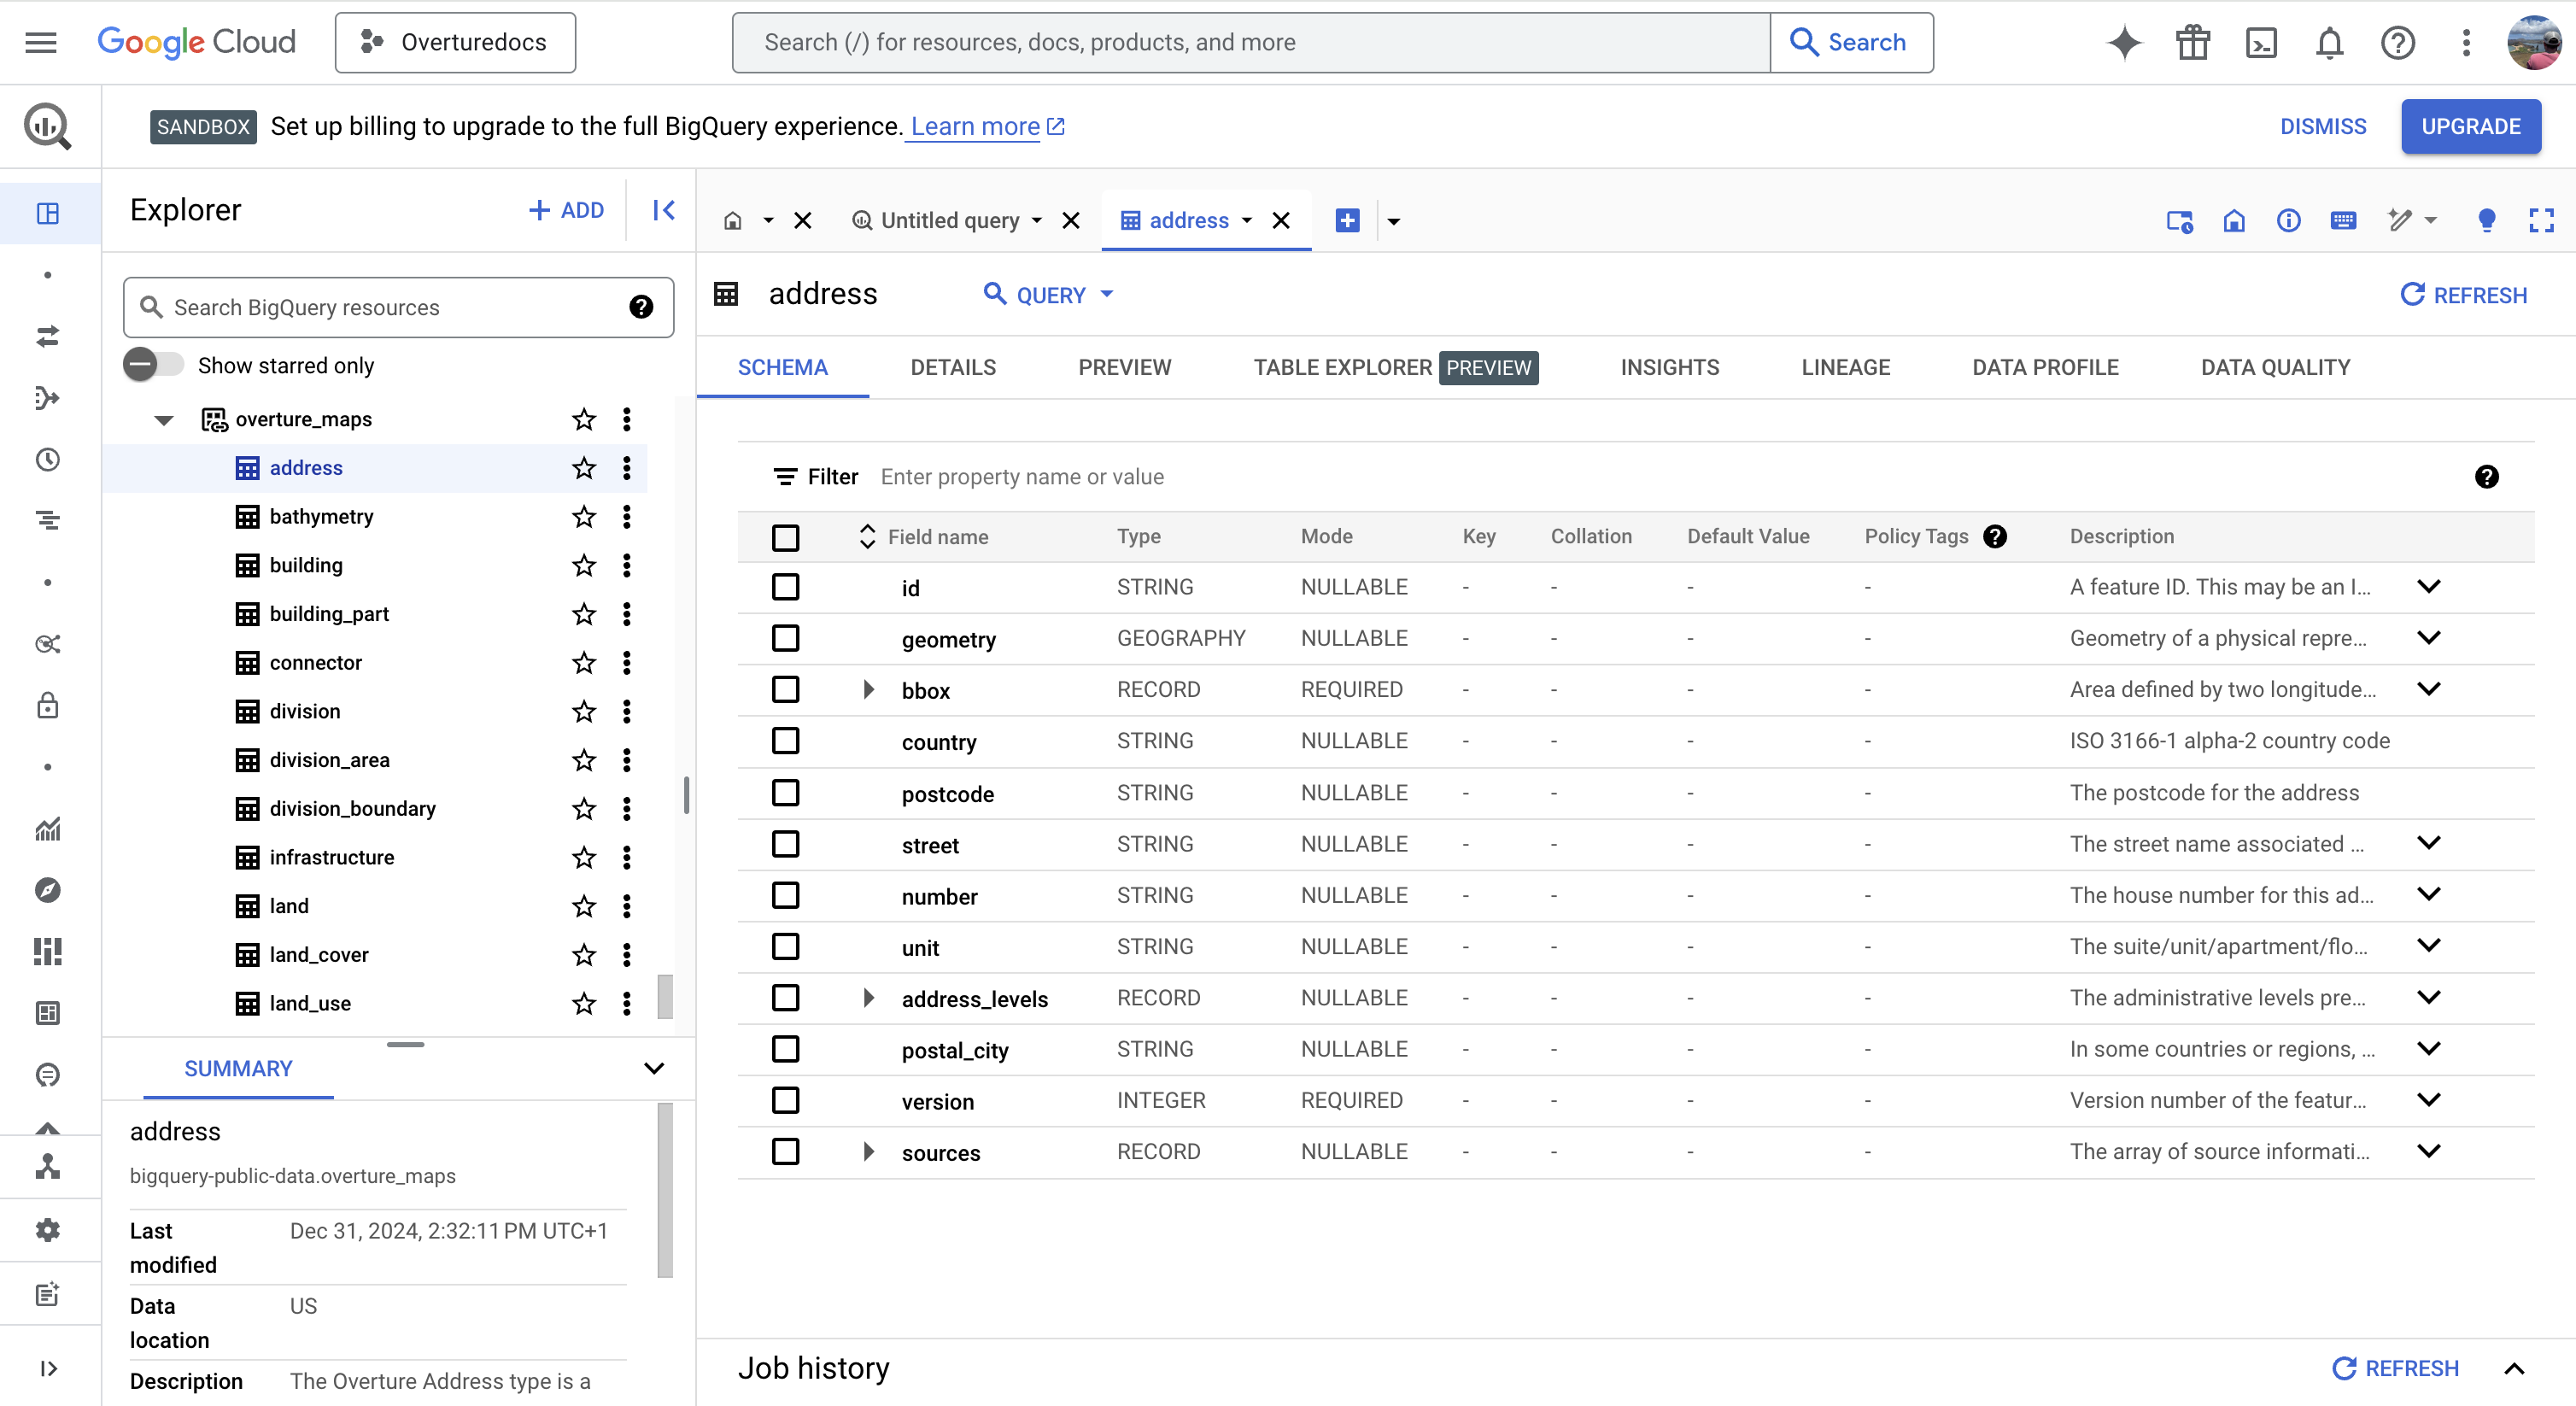 Google Cloud
Overturedocs
Search (/) for resources, docs, products, and more
Search
SANDBOX Set up billing to upgrade to the full BigQuery experience. Learn more
DISMISS
UPGRADE
Explorer
+ ADD
Untitled query
address
Search BigQuery resources
Show starred only
overture_maps
address
bathymetry
building
building_part
connector
division
division_area
division_boundary
infrastructure
land
land_cover
land_use
SUMMARY
address
bigquery-public-data.overture_maps
Last modified Dec 31, 2024, 2:32:11 PM UTC+1
Data location US
Description The Overture Address type is a
address
QUERY
REFRESH
SCHEMA DETAILS PREVIEW TABLE EXPLORER PREVIEW INSIGHTS LINEAGE DATA PROFILE DATA QUALITY
Filter Enter property name or value
Field name Type Mode Key Collation Default Value Policy Tags Description
id STRING NULLABLE - - - - A feature ID. This may be an I...
geometry GEOGRAPHY NULLABLE - - - - Geometry of a physical repre...
bbox RECORD REQUIRED - - - - Area defined by two longitude...
country STRING NULLABLE - - - - ISO 3166-1 alpha-2 country code
postcode STRING NULLABLE - - - - The postcode for the address
street STRING NULLABLE - - - - The street name associated ...
number STRING NULLABLE - - - - The house number for this ad...
unit STRING NULLABLE - - - - The suite/unit/apartment/flo...
address_levels RECORD NULLABLE - - - - The administrative levels pre...
postal_city STRING NULLABLE - - - - In some countries or regions, ...
version INTEGER REQUIRED - - - - Version number of the featur...
sources RECORD NULLABLE - - - - The array of source informati...
Job history
REFRESH